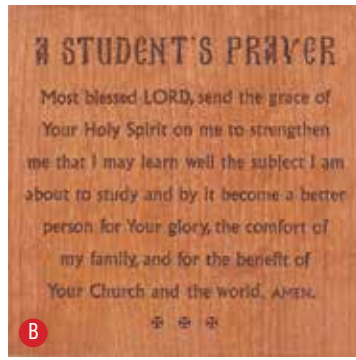 A STUDENT'S PRAYER
Most blessed LORD, send the grace of
Your Holy Spirit on me to strengthen
me that I may learn well the subject I am
about to study and by it become a better
person for Your glory, the comfort of
my family, and for the benefit of
Your Church and the world. AMEN.
B